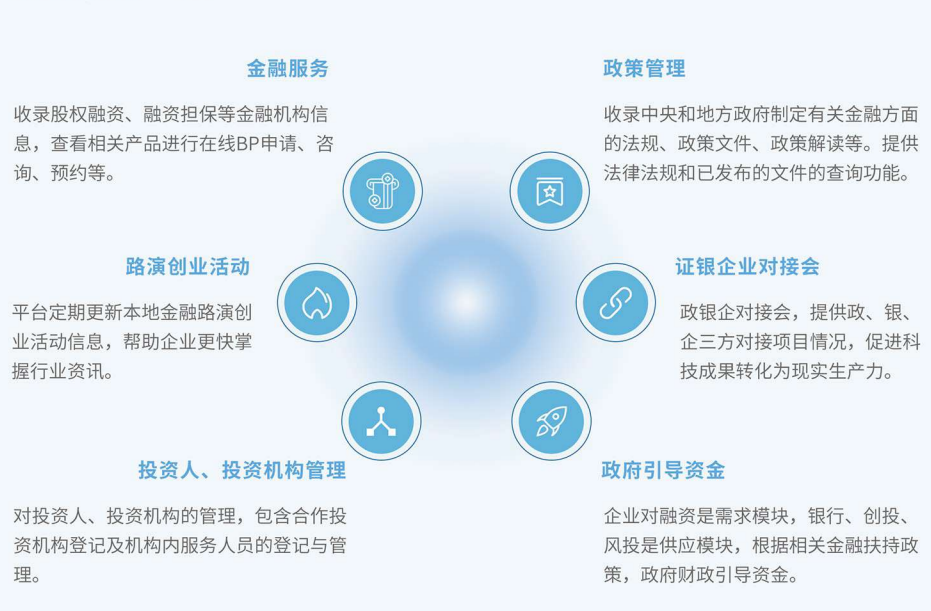 金融服务
收录股权融资、融资担保等金融机构信
息，查看相关产品进行在线BP申请、咨
询、预约等。
政策管理
收录中央和地方政府制定有关金融方面
的法规、政策文件、政策解读等。提供
法律法规和已发布的文件的查询功能。
路演创业活动
平台定期更新本地金融路演创
业活动信息，帮助企业更快掌
握行业资讯。
证银企业对接会
政银企对接会，提供政、银、
企三方对接项目情况，促进科
技成果转化为现实生产力。
投资人、投资机构管理
对投资人、投资机构的管理，包含合作投
资机构登记及机构内服务人员的登记与管
理。
政府引导资金
企业对融资是需求模块，银行、创投、
风投是供应模块，根据相关金融扶持政
策，政府财政引导资金。